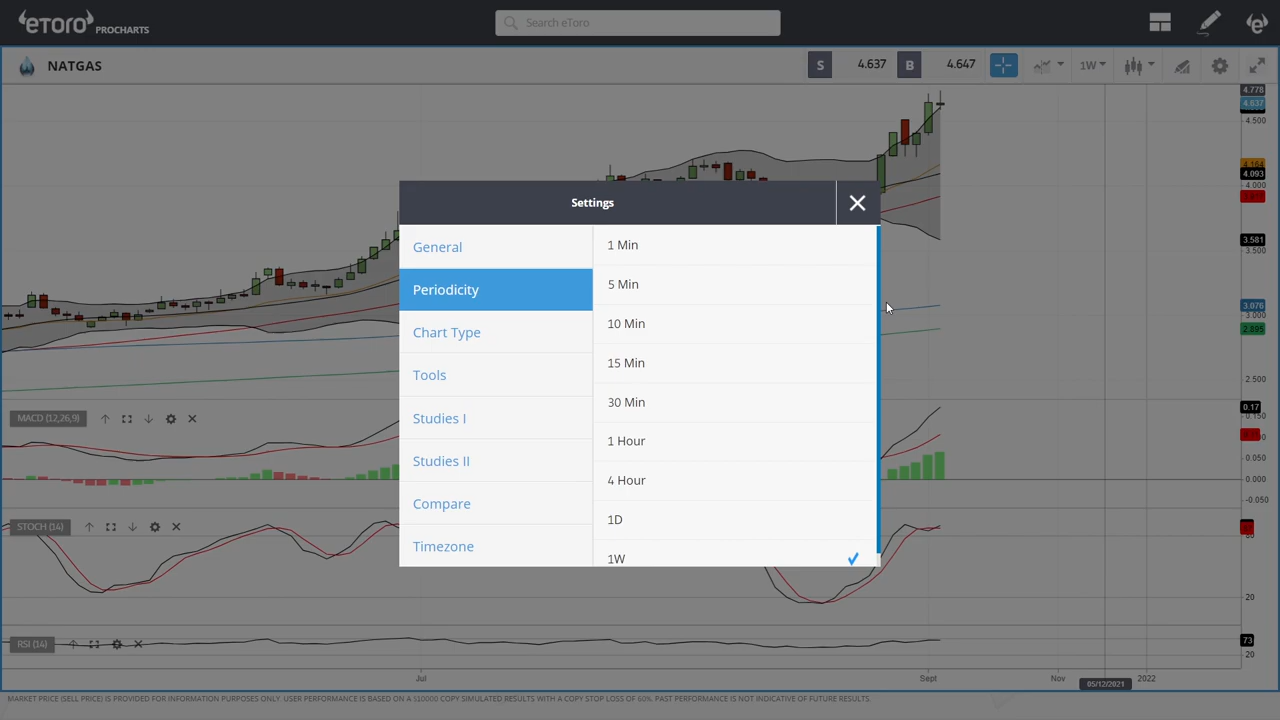 eToro PROCHARTS
Search eToro
NATGAS
S 4.637 B 4.647
1W
Settings
General
Periodicity
Chart Type
Tools
Studies I
Studies II
Compare
Timezone
1 Min
5 Min
10 Min
15 Min
30 Min
1 Hour
4 Hour
1D
1W
4.778
4.637
4.500
4.184
4.093
4.000
3.581
3.500
3.076
3.000
2.895
2.500
MACD (12,26,9)
0.17
0.150
0.050
0.000
-0.050
STOCH (14)
80
20
RSI (14)
73
20
Jul
Sept
Nov
05/12/2021
2022
MARKET PRICE (SELL PRICE) IS PROVIDED FOR INFORMATION PURPOSES ONLY. USER PERFORMANCE IS BASED ON A $10000 COPY SIMULATED RESULTS WITH A COPY STOP LOSS OF 60%. PAST PERFORMANCE IS NOT INDICATIVE OF FUTURE RESULTS.